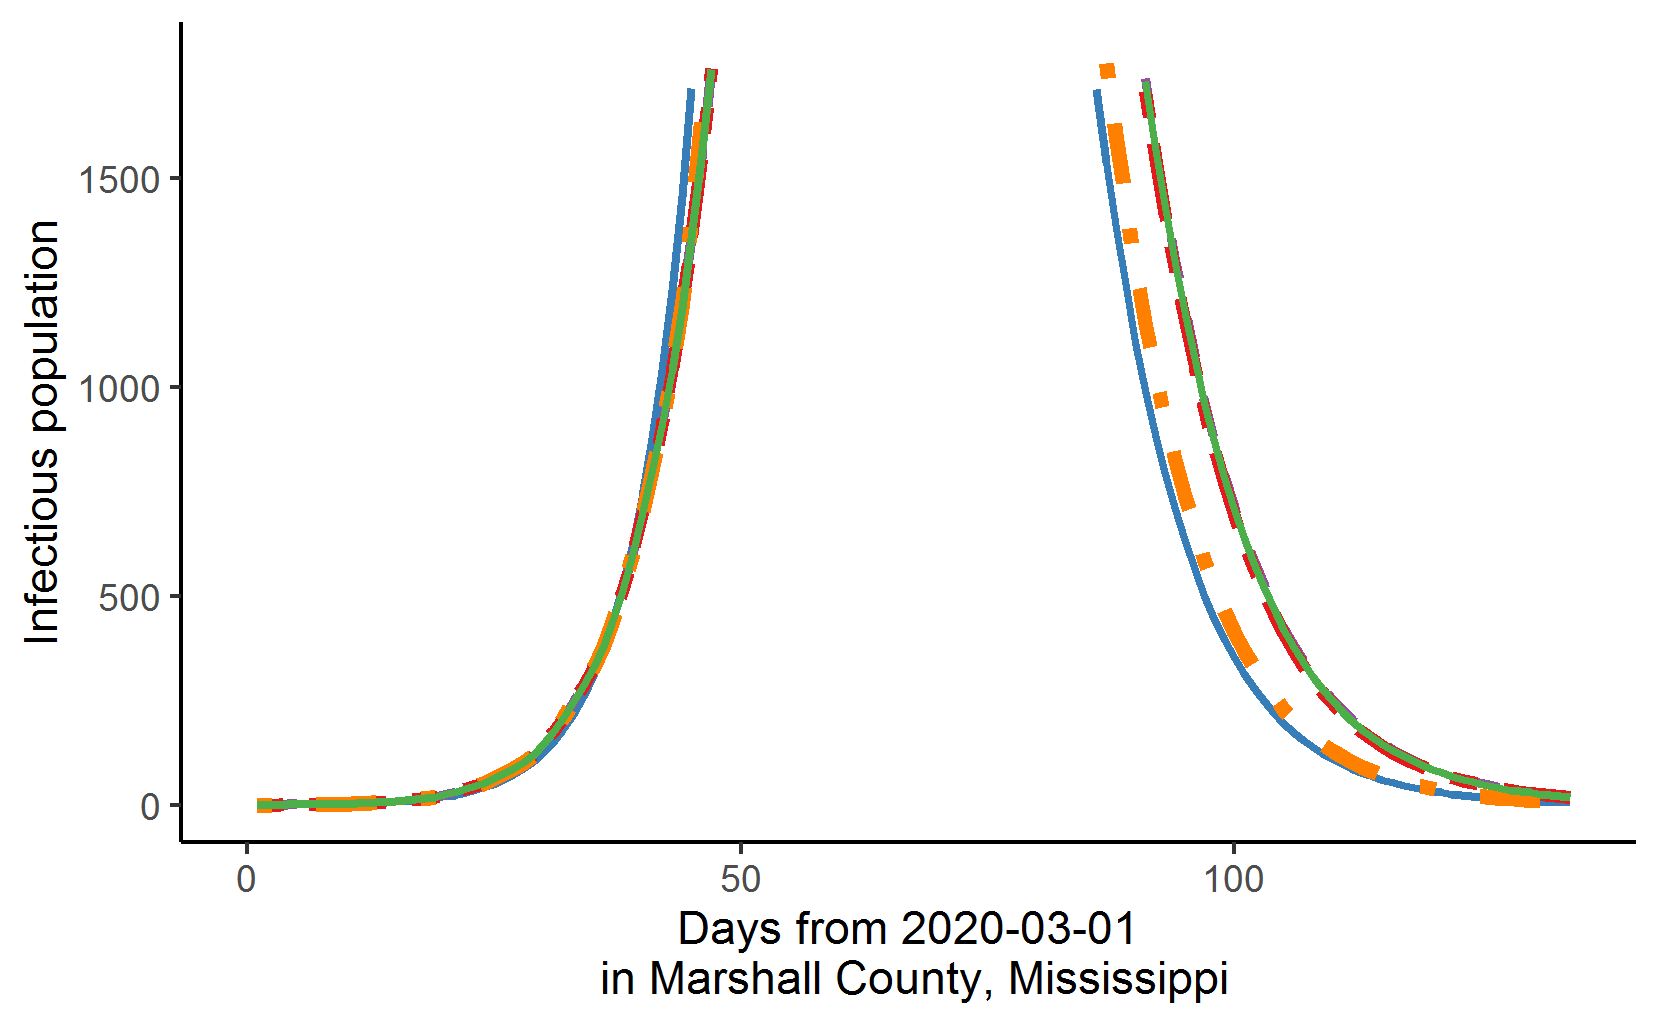 Infectious population
1500
1000
500
0
0 50 100
Days from 2020-03-01
in Marshall County, Mississippi